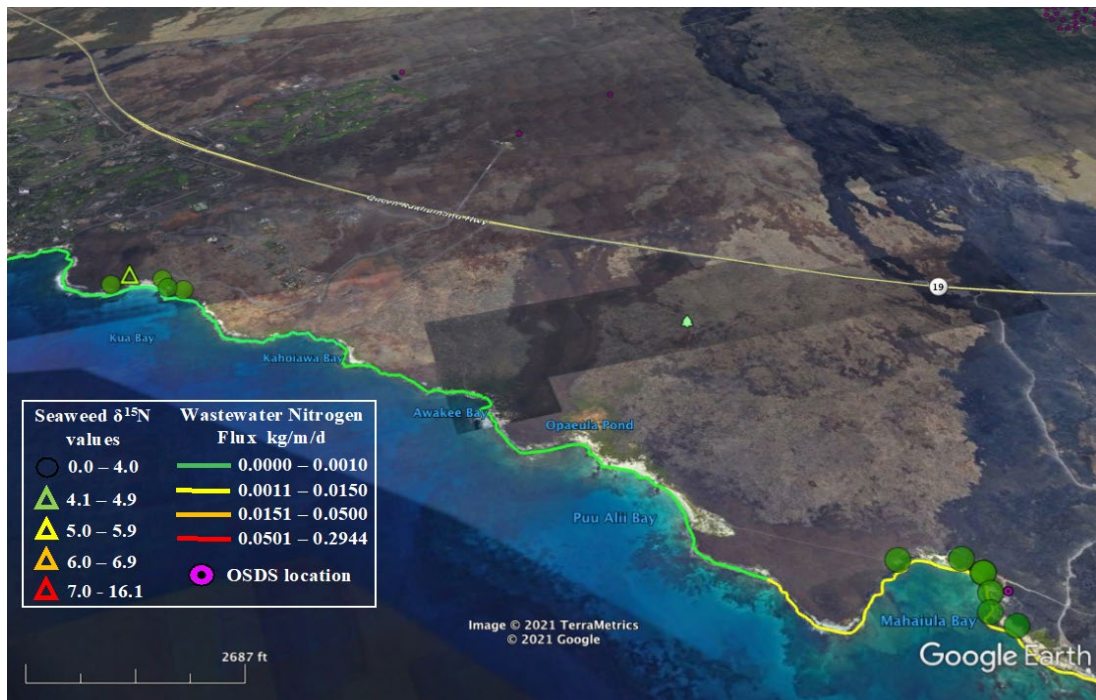 Queen Kaahumanu Hwy
19
Kua Bay
Kahoiawa Bay
Awakee Bay
Opaeula Pond
Puu Alii Bay
Mahaiula Bay
Seaweed δ¹⁵N values
0.0 – 4.0
4.1 – 4.9
5.0 – 5.9
6.0 – 6.9
7.0 - 16.1
Wastewater Nitrogen
Flux kg/m/d
0.0000 – 0.0010
0.0011 – 0.0150
0.0151 – 0.0500
0.0501 – 0.2944
OSDS location
2687 ft
Image © 2021 TerraMetrics
© 2021 Google
Google Earth